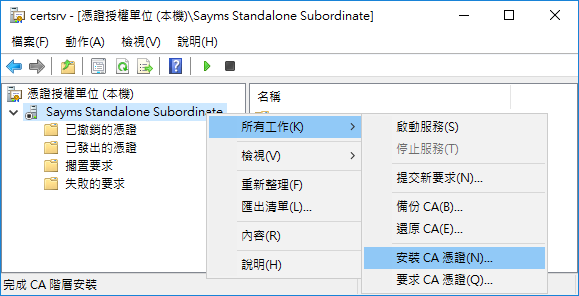 certsrv - [憑證授權單位 (本機)\Sayms Standalone Subordinate]
檔案(F) 動作(A) 檢視(V) 說明(H)
憑證授權單位 (本機)
Sayms Standalone Subordinate
已撤銷的憑證
已發出的憑證
擱置要求
失敗的要求
名稱
所有工作(K)
檢視(V)
重新整理(F)
匯出清單(L)...
內容(R)
說明(H)
啟動服務(S)
停止服務(T)
提交新要求(N)...
備份 CA(B)...
還原 CA(E)...
安裝 CA 憑證(N)...
要求 CA 憑證(Q)...
完成 CA 階層安裝